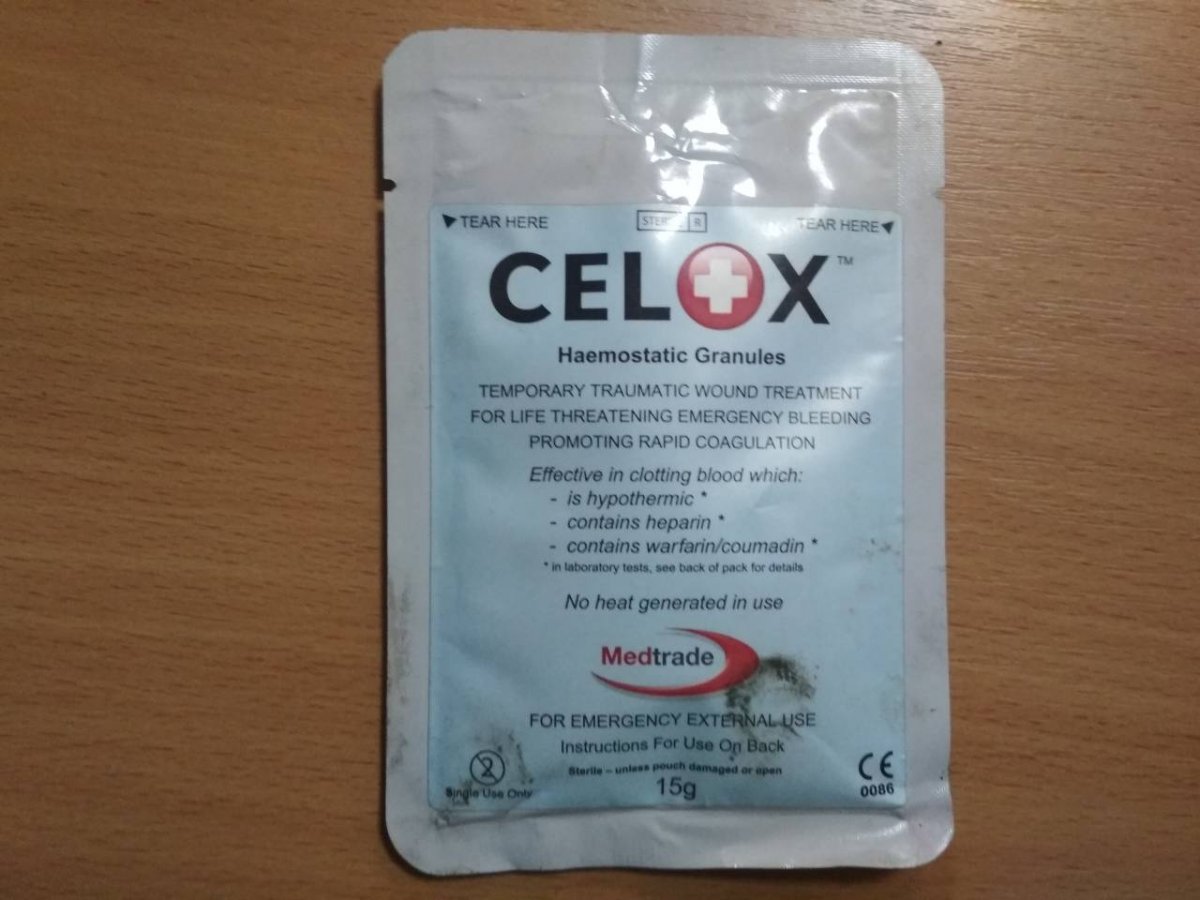 TEAR HERE STERILE R TEAR HERE
CELOX™
Haemostatic Granules
TEMPORARY TRAUMATIC WOUND TREATMENT
FOR LIFE THREATENING EMERGENCY BLEEDING
PROMOTING RAPID COAGULATION
Effective in clotting blood which:
- is hypothermic *
- contains heparin *
- contains warfarin/coumadin *
* in laboratory tests, see back of pack for details
No heat generated in use
Medtrade
FOR EMERGENCY EXTERNAL USE
Instructions For Use On Back
Sterile – unless pouch damaged or open
2
Single Use Only
15g
CE
0086